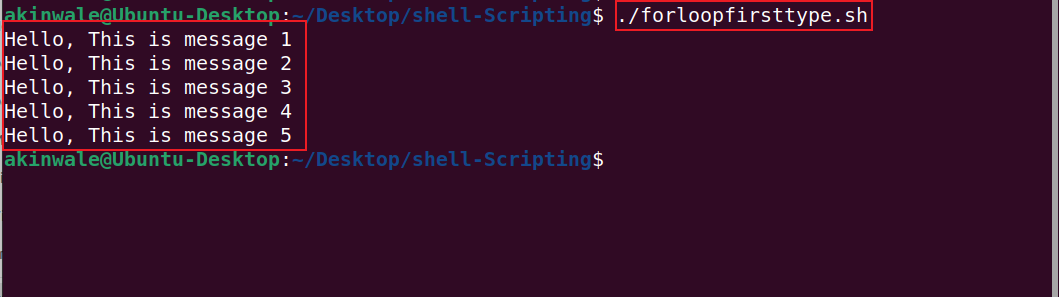 akinwale@Ubuntu-Desktop:~/Desktop/shell-Scripting$ ./forloopfirsttype.sh
Hello, This is message 1
Hello, This is message 2
Hello, This is message 3
Hello, This is message 4
Hello, This is message 5
akinwale@Ubuntu-Desktop:~/Desktop/shell-Scripting$